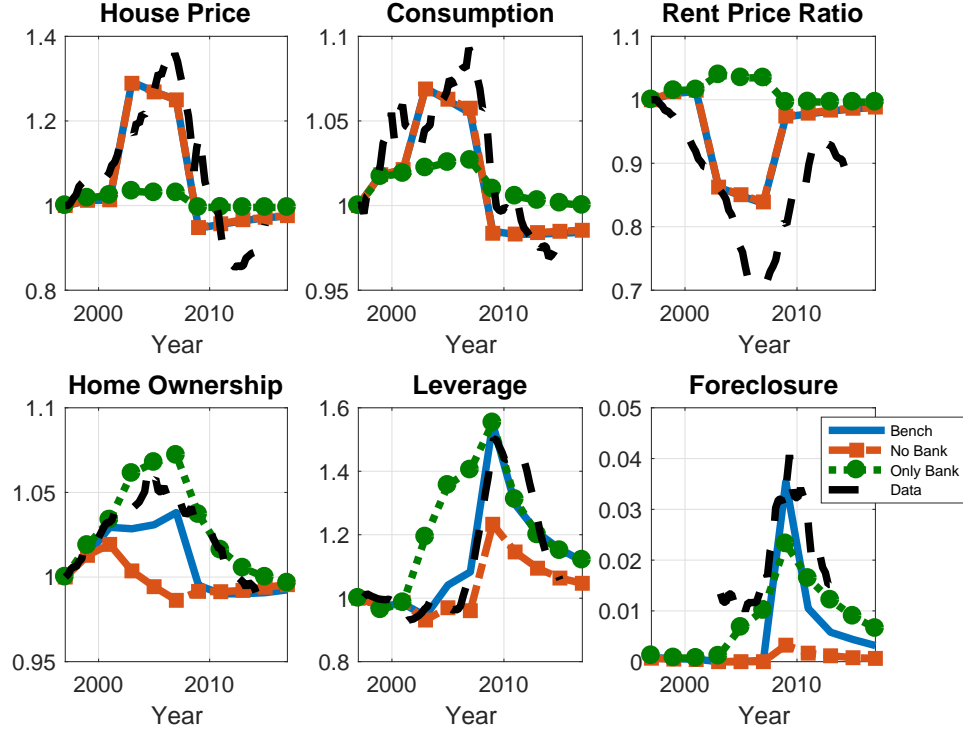 House Price
1.4
1.2
1
0.8
2000 2010
Year
Consumption
1.05
1
0.95
2000 2010
Year
Rent Price Ratio
1.1
1
0.9
0.8
0.7
2000 2010
Year
Home Ownership
1.1
1.05
1
0.95
2000 2010
Year
Leverage
1.6
1.4
1.2
1
0.8
2000 2010
Year
Foreclosure
0.05
0.04
0.03
0.02
0.01
0
2000 2010
Year
Bench
No Bank
Only Bank
Data